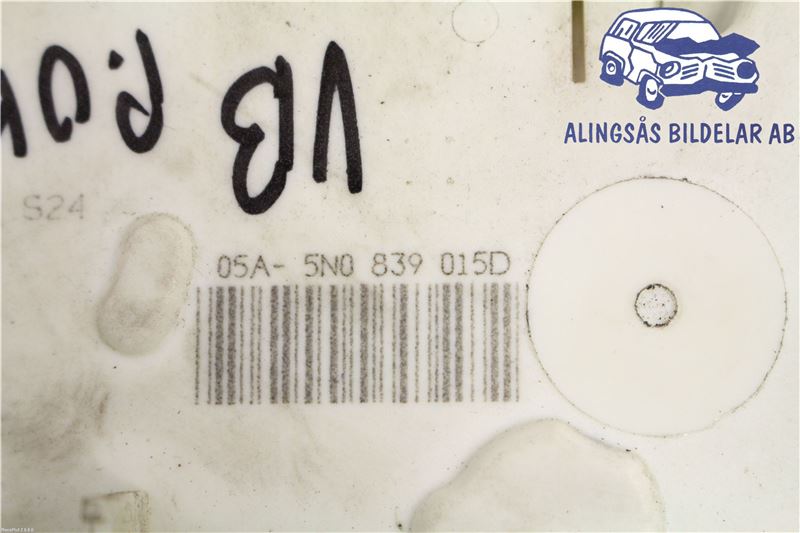 ALINGSÅS BILDELAR AB
VB
S24
05A- 5N0 839 015D